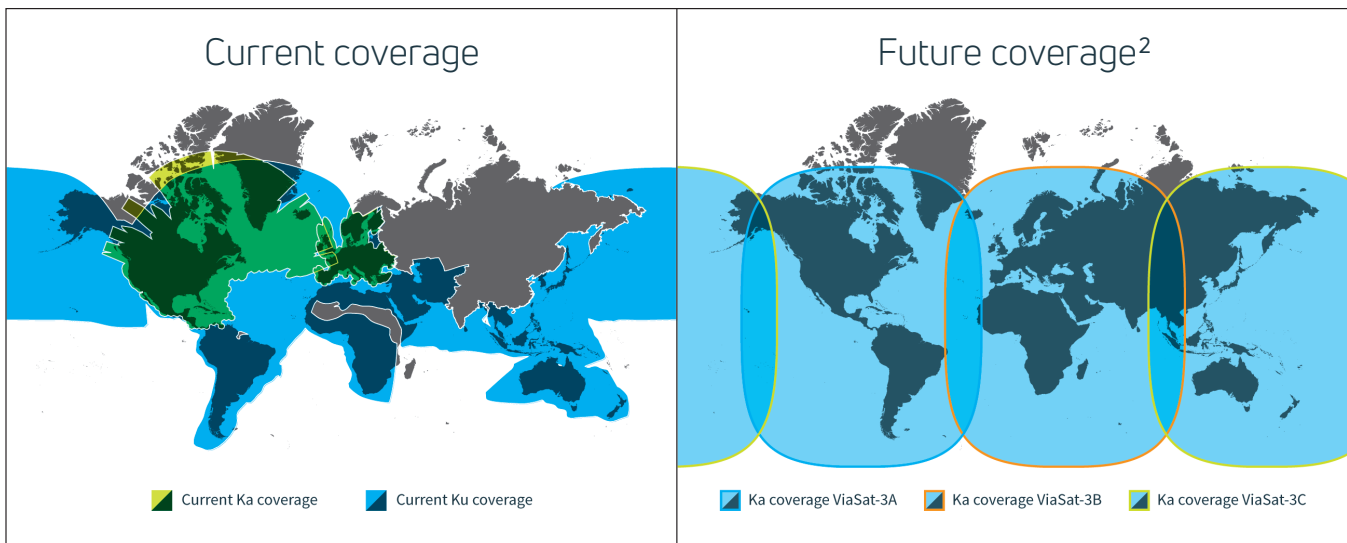 Current coverage
Current Ka coverage
Current Ku coverage
Future coverage²
Ka coverage ViaSat-3A
Ka coverage ViaSat-3B
Ka coverage ViaSat-3C